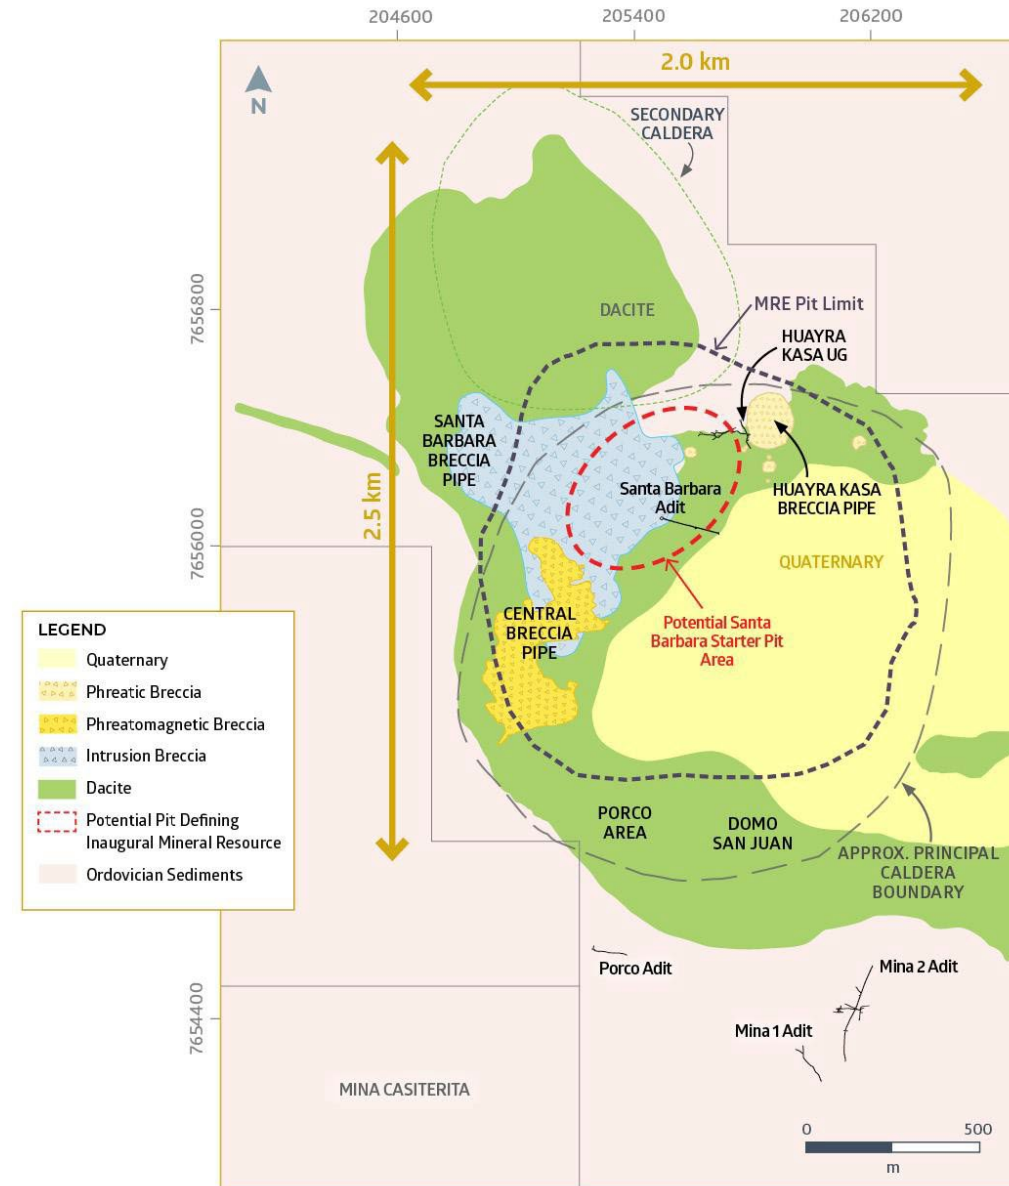 204600
205400
206200
2.0 km
N
SECONDARY
CALDERA
7656800
DACITE
MRE Pit Limit
HUAYRA
KASA UG
SANTA
BARBARA
BRECCIA
PIPE
2.5 km
Santa Barbara
Adit
HUAYRA KASA
BRECCIA PIPE
7656000
QUATERNARY
CENTRAL
BRECCIA
PIPE
Potential Santa
Barbara Starter Pit
Area
LEGEND
Quaternary
Phreatic Breccia
Phreatomagnetic Breccia
Intrusion Breccia
Dacite
Potential Pit Defining
Inaugural Mineral Resource
Ordovician Sediments
PORCO
AREA
DOMO
SAN JUAN
APPROX. PRINCIPAL
CALDERA
BOUNDARY
Porco Adit
Mina 2 Adit
7654400
Mina 1 Adit
MINA CASITERITA
0
500
m